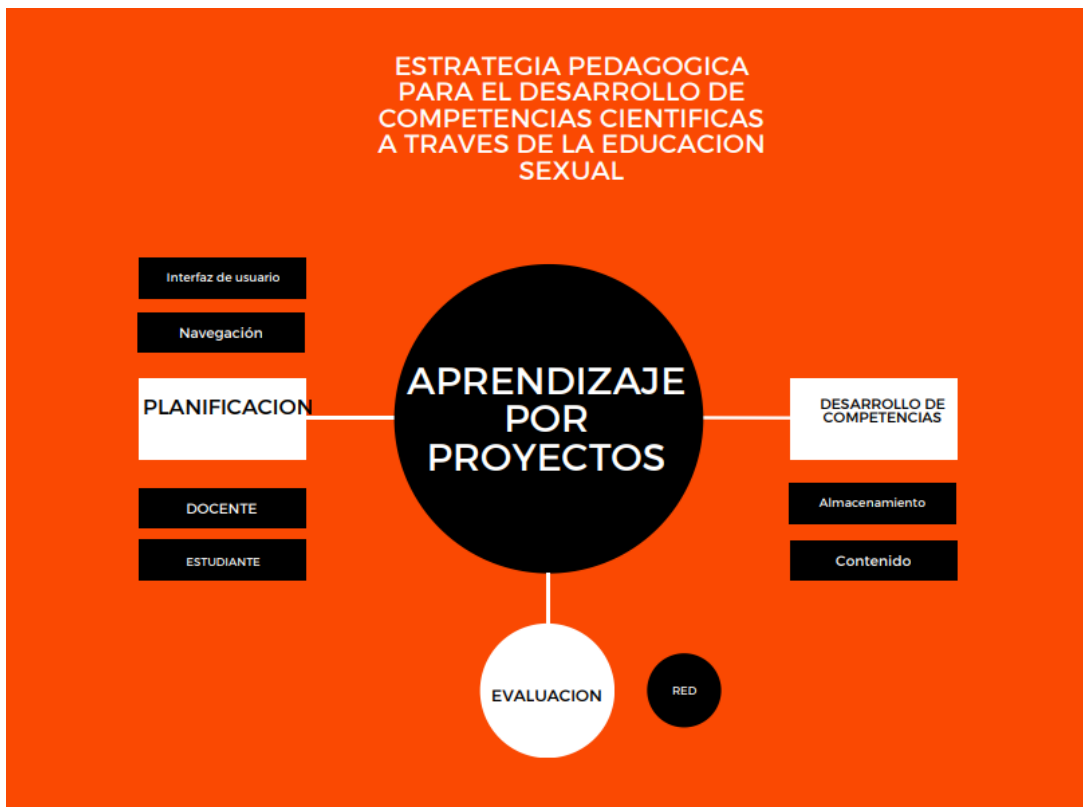 ESTRATEGIA PEDAGOGICA
PARA EL DESARROLLO DE
COMPETENCIAS CIENTIFICAS
A TRAVES DE LA EDUCACION
SEXUAL
Interfaz de usuario
Navegación
PLANIFICACION
DOCENTE
ESTUDIANTE
APRENDIZAJE
POR
PROYECTOS
DESARROLLO DE
COMPETENCIAS
Almacenamiento
Contenido
EVALUACION
RED